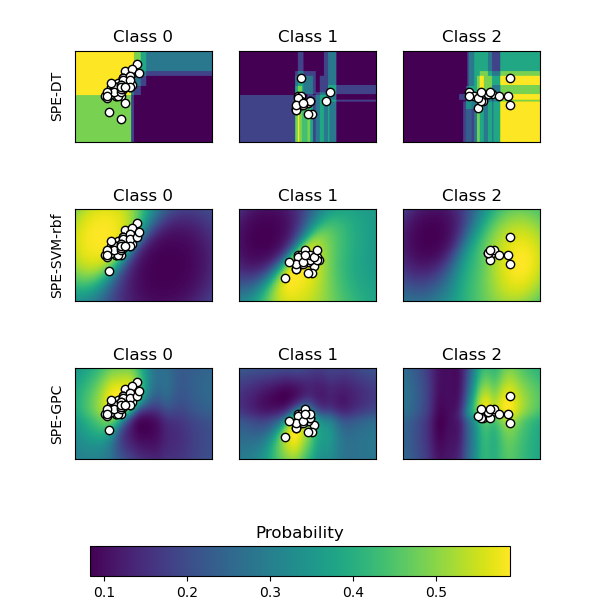 Class 0 Class 1 Class 2
SPE-DT
Class 0 Class 1 Class 2
SPE-SVM-rbf
Class 0 Class 1 Class 2
SPE-GPC
Probability
0.1 0.2 0.3 0.4 0.5